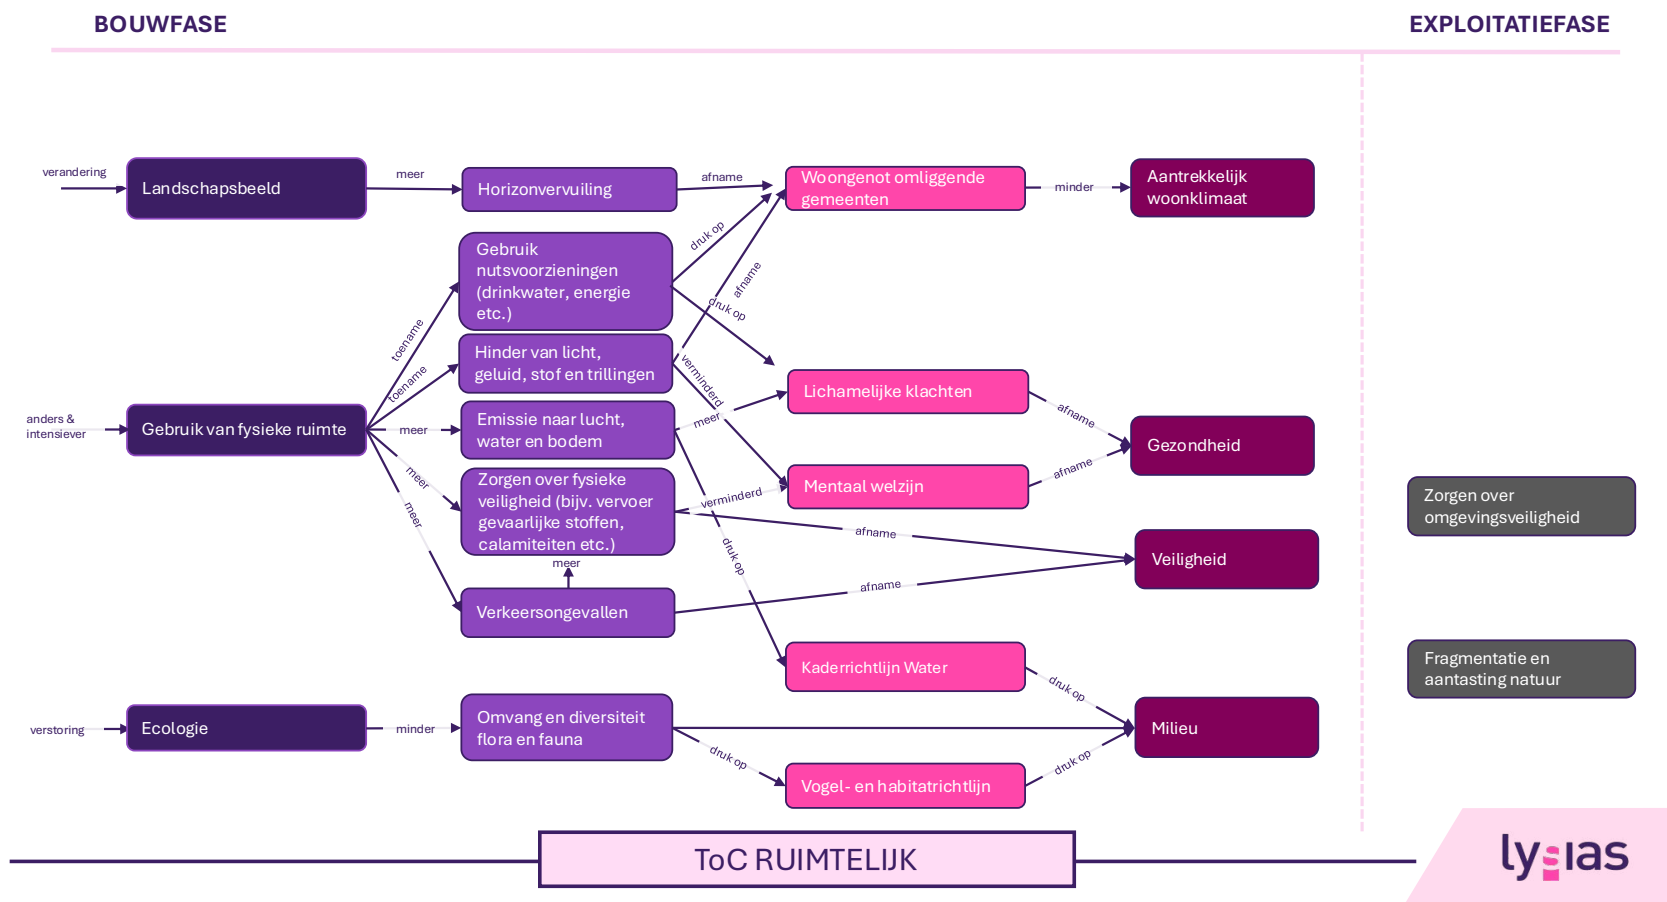 BOUWFASE
EXPLOITATIEFASE
verandering
Landschapsbeeld
meer
Horizonvervuiling
afname
Woongenot omliggende
gemeenten
minder
Aantrekkelijk
woonklimaat
Gebruik
nutsvoorzieningen
(drinkwater, energie
etc.)
druk op
afname
druk op
toename
Hinder van licht,
geluid, stof en trillingen
toename
verminderd
anders &
intensiever
Gebruik van fysieke ruimte
meer
Emissie naar lucht,
water en bodem
meer
Lichamelijke klachten
afname
Gezondheid
meer
Zorgen over fysieke
veiligheid (bijv. vervoer
gevaarlijke stoffen,
calamiteiten etc.)
verminderd
Mentaal welzijn
afname
Zorgen over
omgevingsveiligheid
meer
afname
Veiligheid
meer
druk op
Verkeersongevallen
afname
Kaderrichtlijn Water
druk op
Fragmentatie en
aantasting natuur
verstoring
Ecologie
minder
Omvang en diversiteit
flora en fauna
Milieu
druk op
Vogel- en habitatrichtlijn
druk op
ToC RUIMTELIJK
lysias